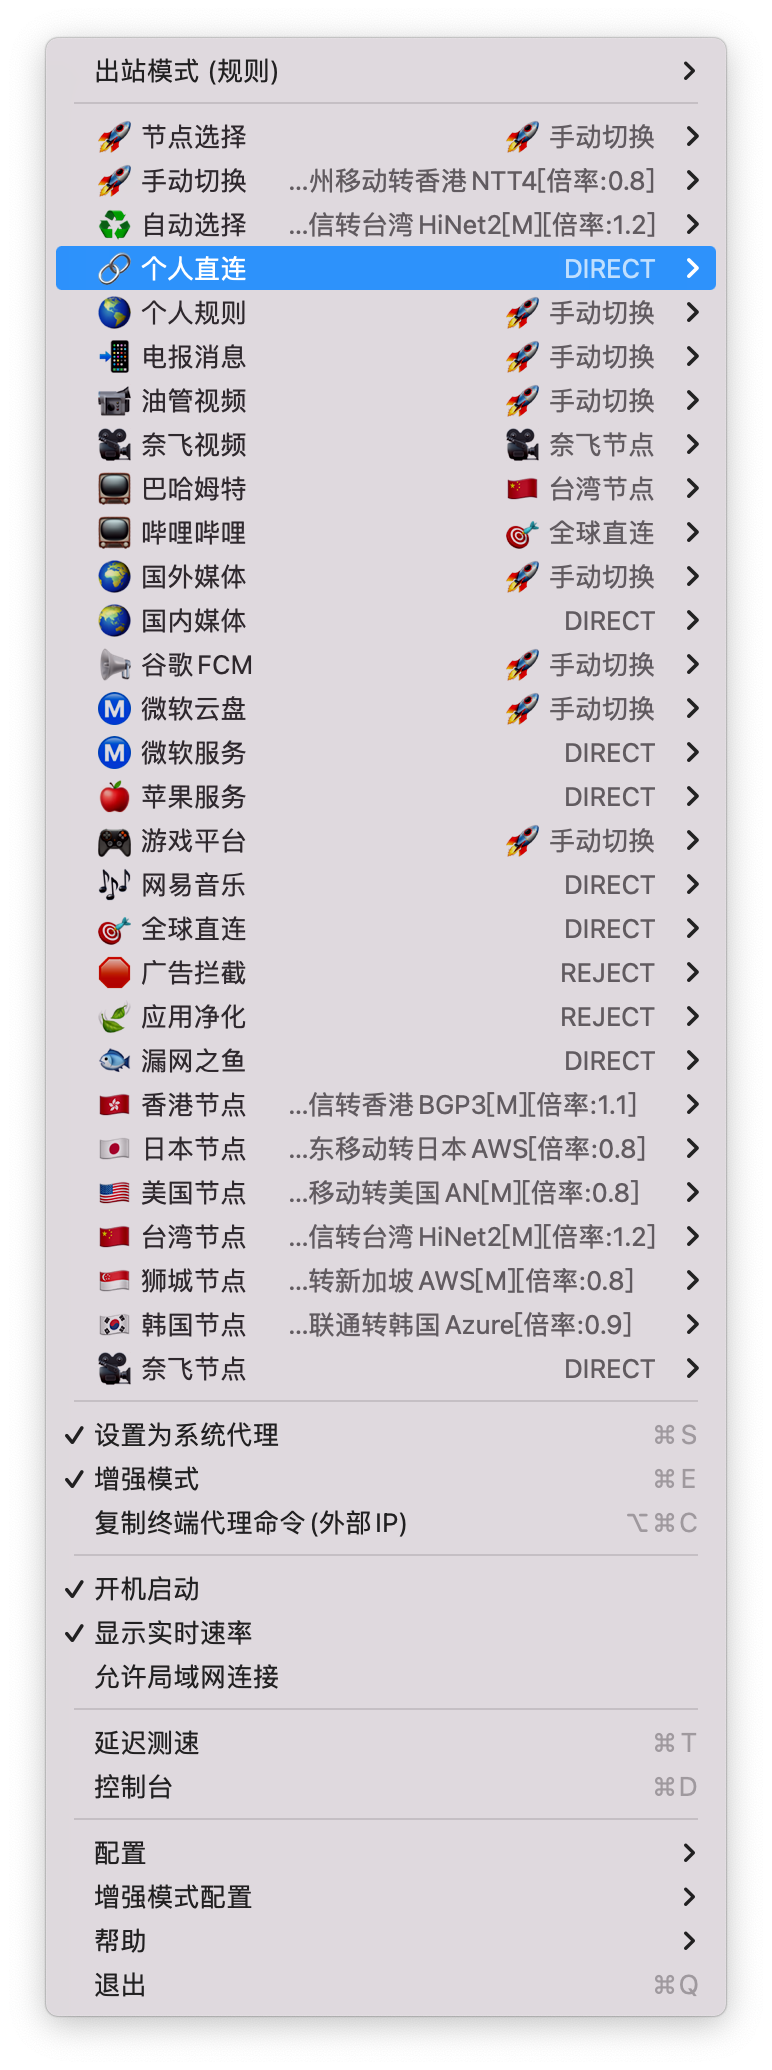 出站模式 (规则)
节点选择 手动切换
手动切换 ...州移动转香港 NTT4[倍率:0.8]
自动选择 ...信转台湾 HiNet2[M][倍率:1.2]
个人直连 DIRECT
个人规则 手动切换
电报消息 手动切换
油管视频 手动切换
奈飞视频 奈飞节点
巴哈姆特 台湾节点
哔哩哔哩 全球直连
国外媒体 手动切换
国内媒体 DIRECT
谷歌 FCM 手动切换
Ⓜ️ 微软云盘 手动切换
Ⓜ️ 微软服务 DIRECT
苹果服务 DIRECT
游戏平台 手动切换
网易音乐 DIRECT
全球直连 DIRECT
广告拦截 REJECT
应用净化 REJECT
漏网之鱼 DIRECT
香港节点 ...信转香港 BGP3[M][倍率:1.1]
日本节点 ...东移动转日本 AWS[倍率:0.8]
美国节点 ...移动转美国 AN[M][倍率:0.8]
台湾节点 ...信转台湾 HiNet2[M][倍率:1.2]
狮城节点 ...转新加坡 AWS[M][倍率:0.8]
韩国节点 ...联通转韩国 Azure[倍率:0.9]
奈飞节点 DIRECT
✓ 设置为系统代理 ⌘S
✓ 增强模式 ⌘E
复制终端代理命令 (外部 IP) ⌥⌘C
✓ 开机启动
✓ 显示实时速率
允许局域网连接
延迟测速 ⌘T
控制台 ⌘D
配置
增强模式配置
帮助
退出 ⌘Q